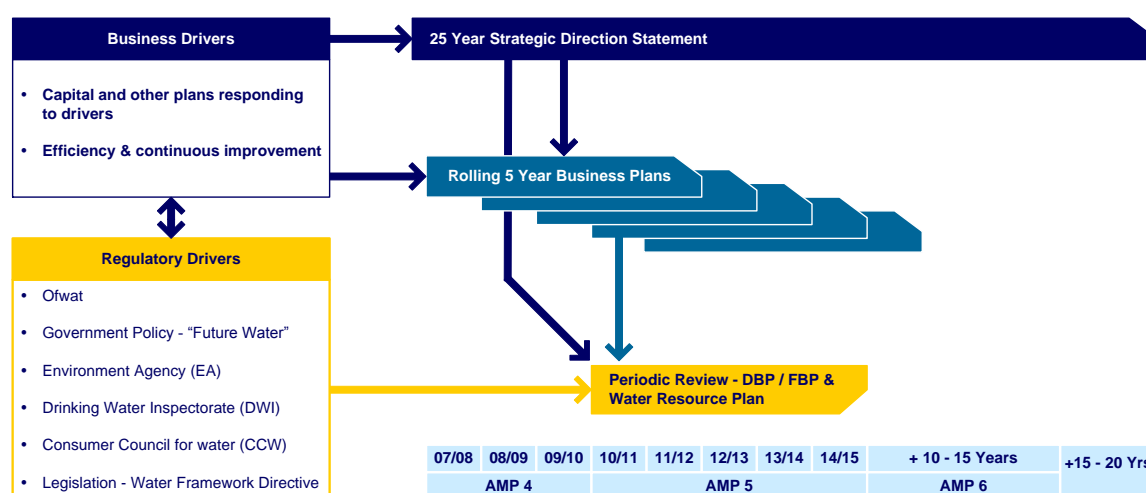 Business Drivers
25 Year Strategic Direction Statement
• Capital and other plans responding
to drivers
• Efficiency & continuous improvement
Rolling 5 Year Business Plans
Regulatory Drivers
• Ofwat
• Government Policy - “Future Water”
• Environment Agency (EA)
• Drinking Water Inspectorate (DWI)
• Consumer Council for water (CCW)
• Legislation - Water Framework Directive
Periodic Review - DBP / FBP &
Water Resource Plan
07/08 08/09 09/10 10/11 11/12 12/13 13/14 14/15 + 10 - 15 Years +15 - 20 Yrs
AMP 4 AMP 5 AMP 6